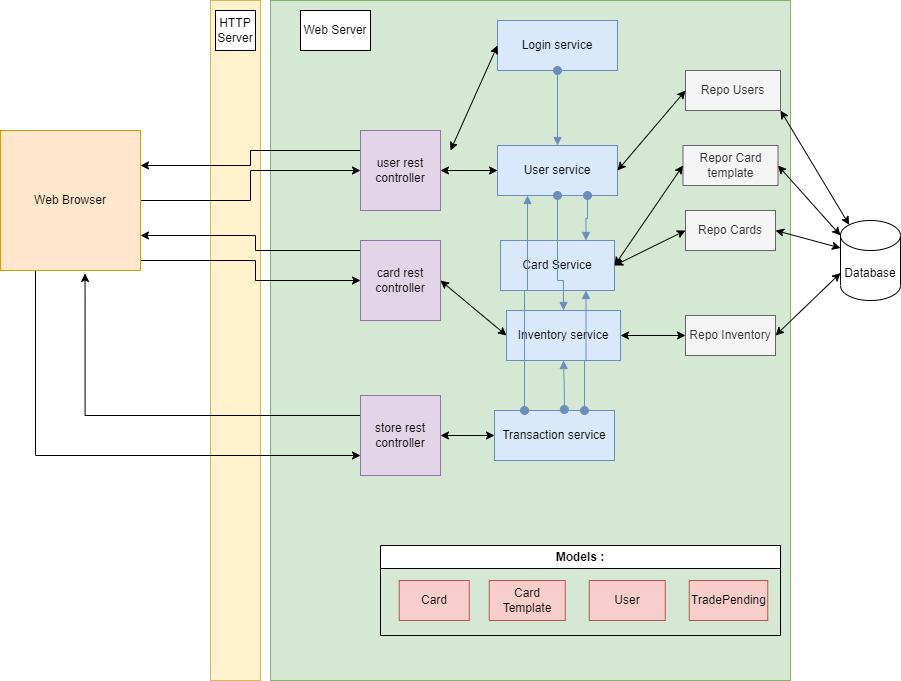 HTTP
Server
Web Server
Login service
Repo Users
user rest
controller
User service
Repor Card
template
Web Browser
Repo Cards
card rest
controller
Card Service
Database
Inventory service
Repo Inventory
store rest
controller
Transaction service
Models :
Card
Card
Template
User
TradePending